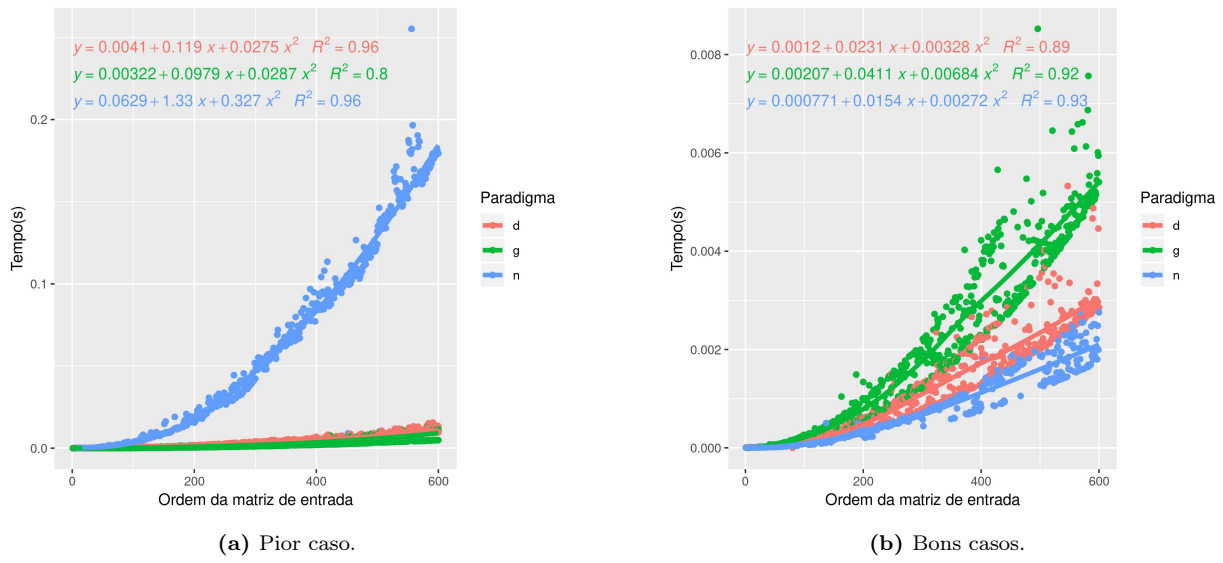 y = 0.0041 + 0.119 x + 0.0275 x² R² = 0.96
y = 0.00322 + 0.0979 x + 0.0287 x² R² = 0.8
y = 0.0629 + 1.33 x + 0.327 x² R² = 0.96
0.2
0.1
0.0
0 200 400 600
Tempo(s)
Ordem da matriz de entrada
Paradigma
d
g
n
(a) Pior caso.
y = 0.0012 + 0.0231 x + 0.00328 x² R² = 0.89
y = 0.00207 + 0.0411 x + 0.00684 x² R² = 0.92
y = 0.000771 + 0.0154 x + 0.00272 x² R² = 0.93
0.008
0.006
0.004
0.002
0.000
0 200 400 600
Tempo(s)
Ordem da matriz de entrada
Paradigma
d
g
n
(b) Bons casos.